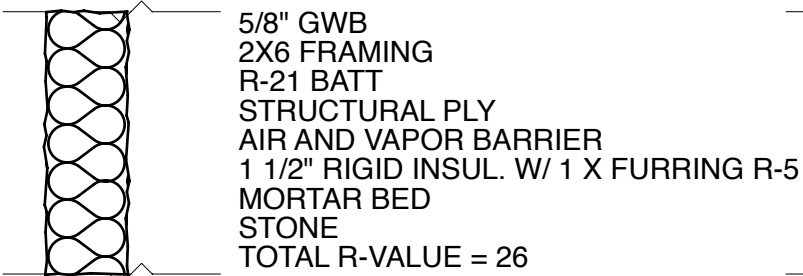 5/8" GWB
2X6 FRAMING
R-21 BATT
STRUCTURAL PLY
AIR AND VAPOR BARRIER
1 1/2" RIGID INSUL. W/ 1 X FURRING R-5
MORTAR BED
STONE
TOTAL R-VALUE = 26